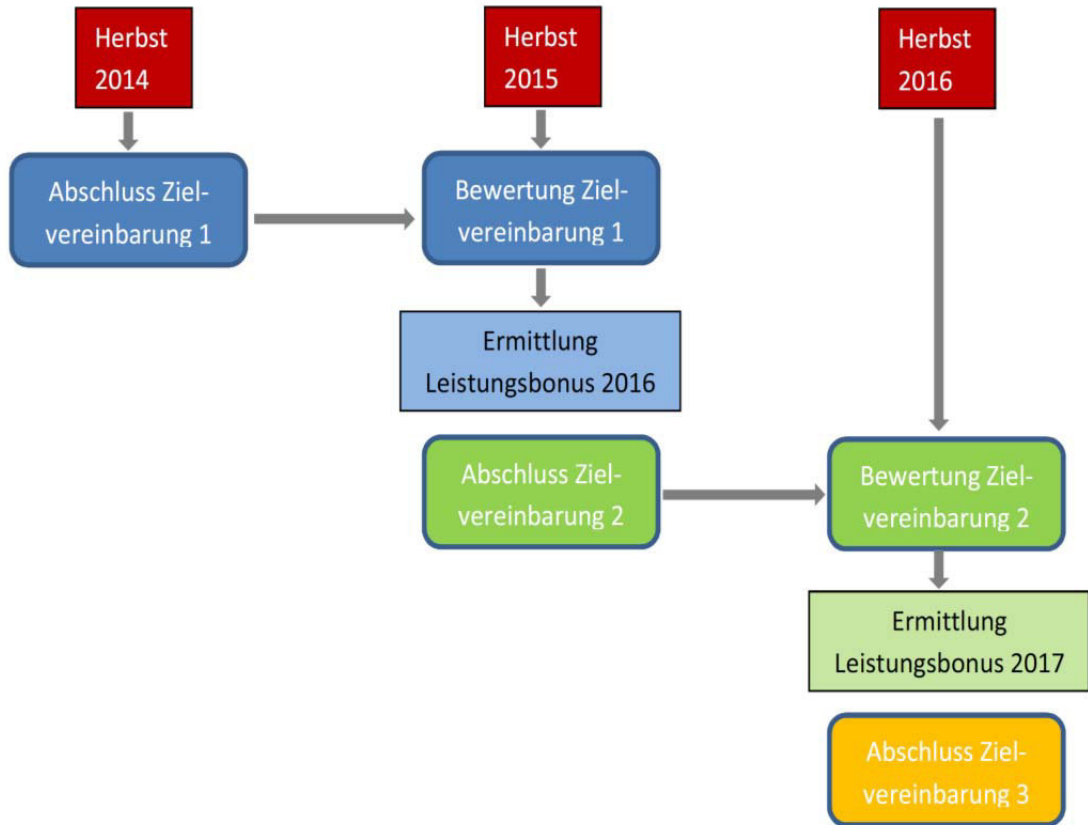 Herbst
2014
Herbst
2015
Herbst
2016
Abschluss Ziel-
vereinbarung 1
Bewertung Ziel-
vereinbarung 1
Ermittlung
Leistungsbonus 2016
Abschluss Ziel-
vereinbarung 2
Bewertung Ziel-
vereinbarung 2
Ermittlung
Leistungsbonus 2017
Abschluss Ziel-
vereinbarung 3